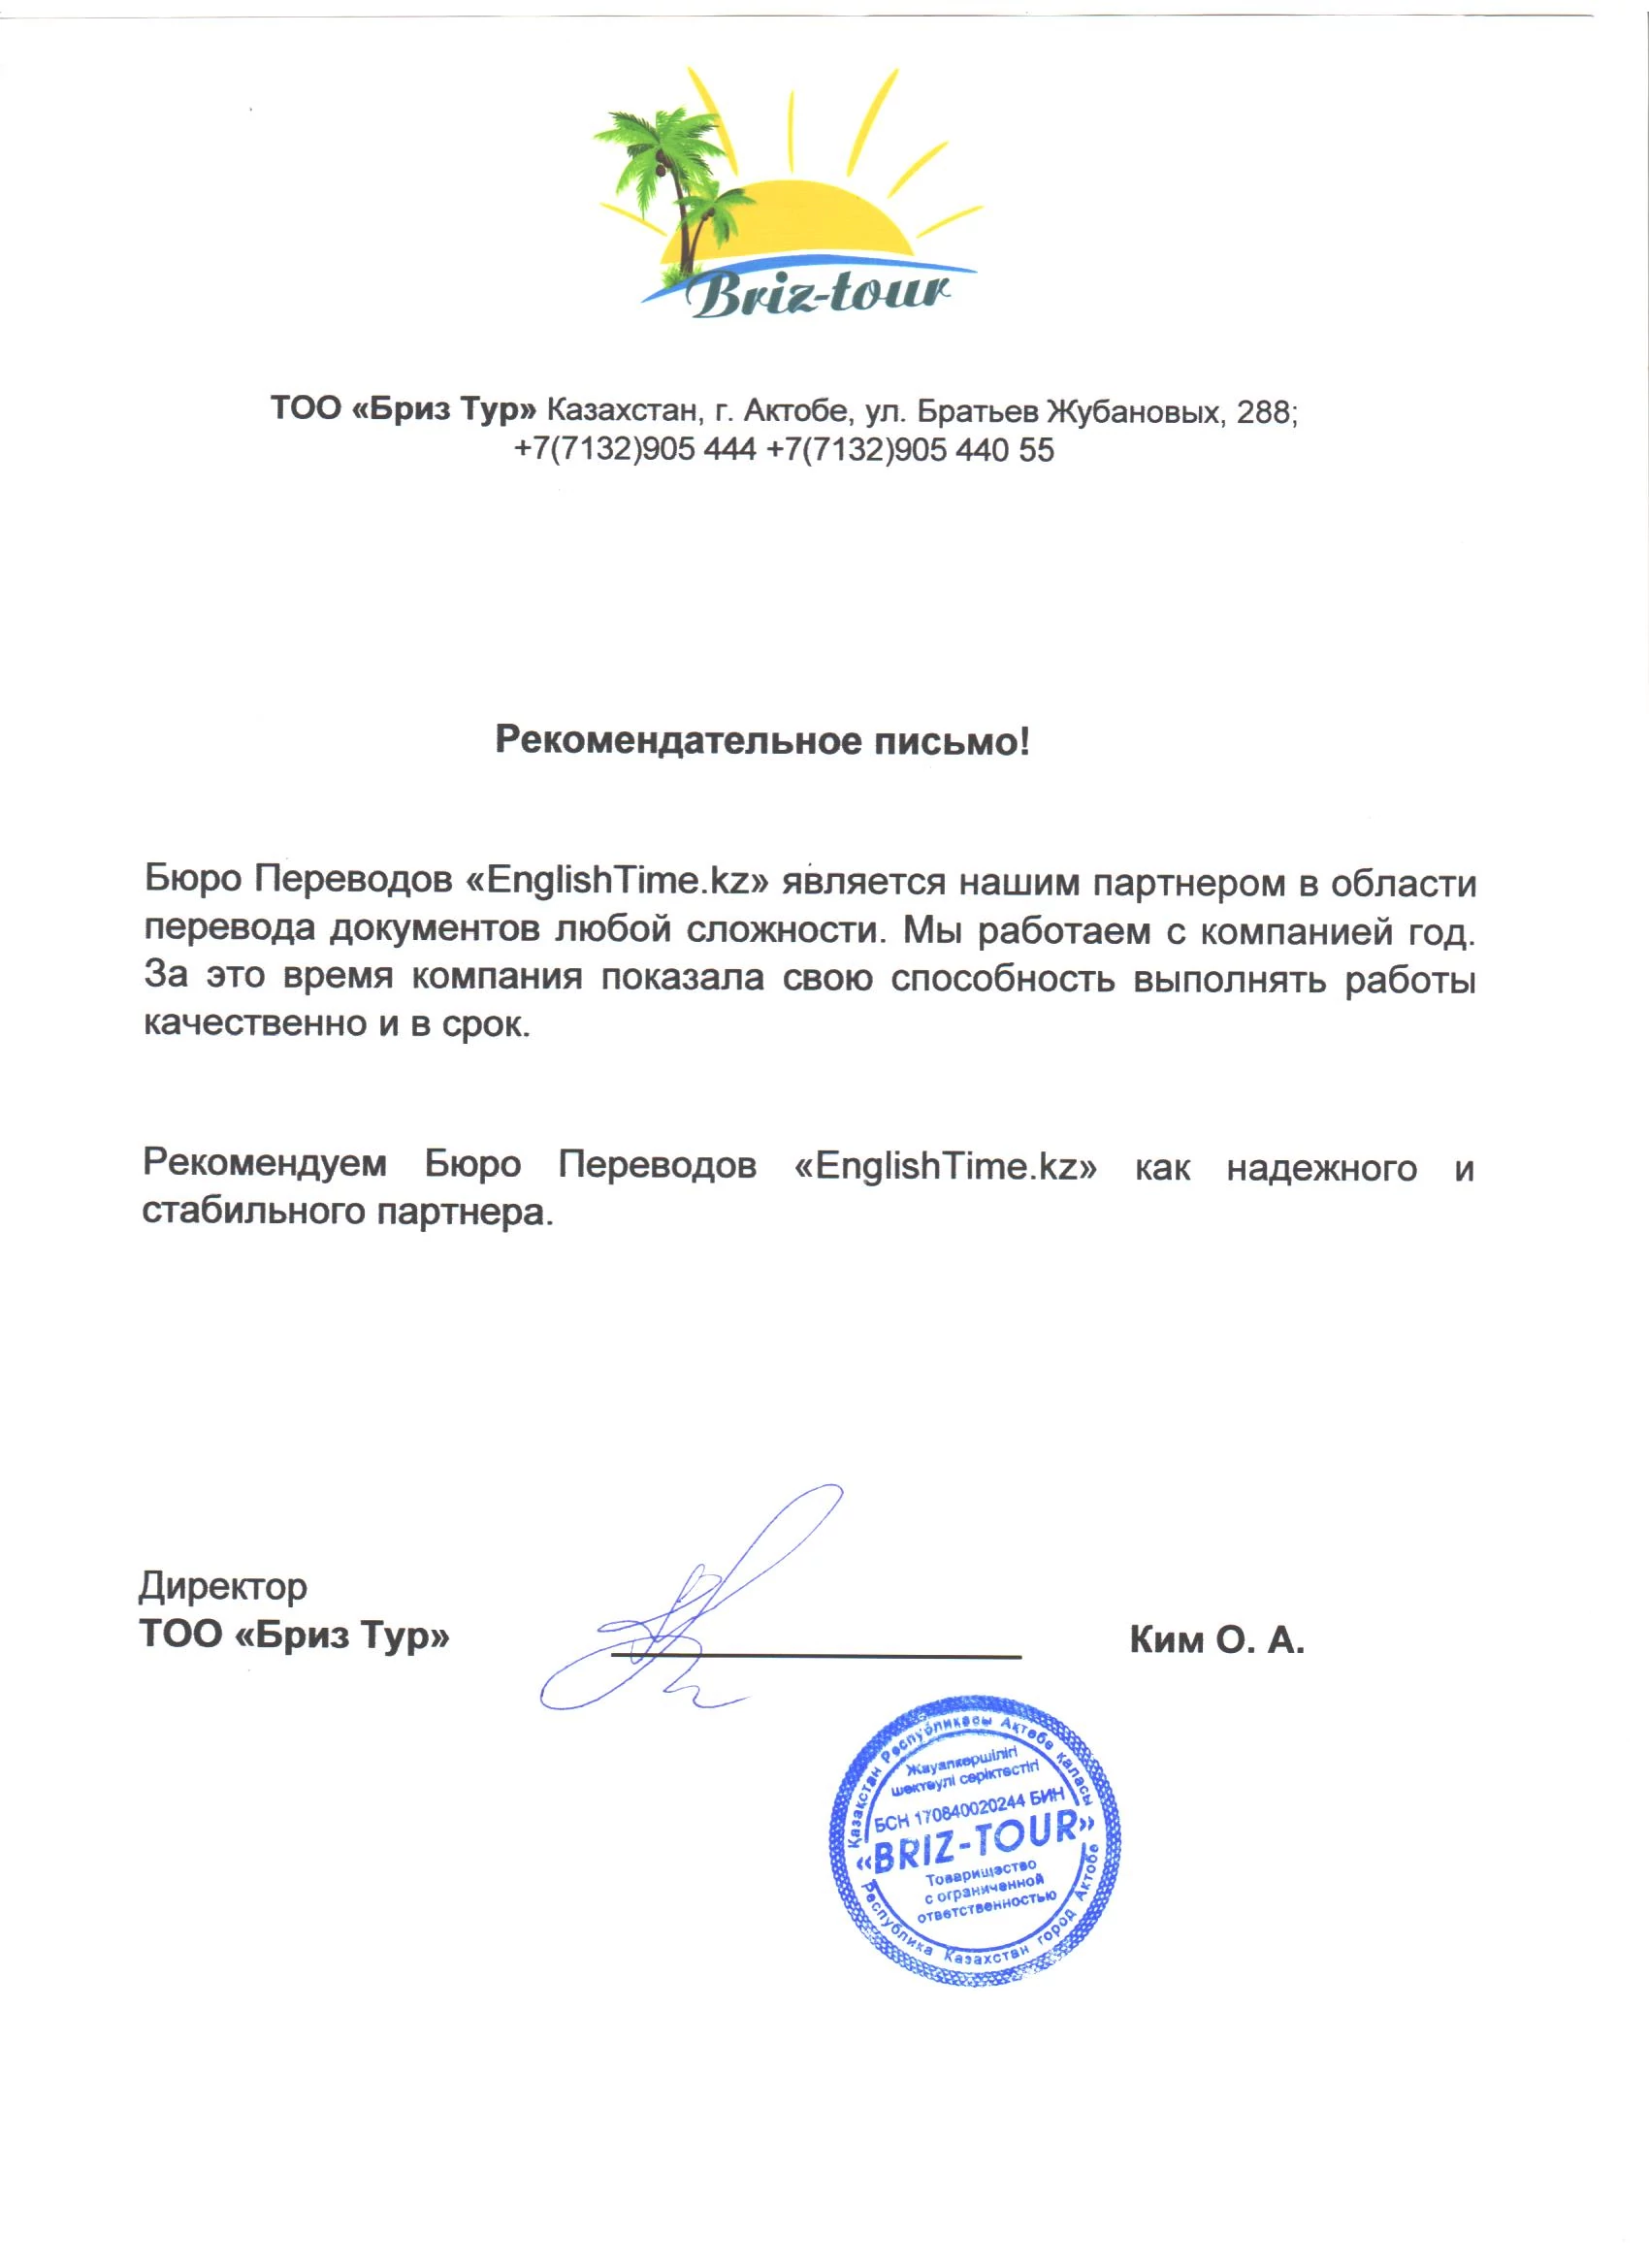 Briz-tour
ТОО «Бриз Тур» Казахстан, г. Актобе, ул. Братьев Жубановых, 288;
+7(7132)905 444 +7(7132)905 440 55
Рекомендательное письмо!
Бюро Переводов «EnglishTime.kz» является нашим партнером в области
перевода документов любой сложности. Мы работаем с компанией год.
За это время компания показала свою способность выполнять работы
качественно и в срок.
Рекомендуем Бюро Переводов «EnglishTime.kz» как надежного и
стабильного партнера.
Директор
ТОО «Бриз Тур»
Ким О. А.
Қазақстан Республикасы Ақтөбе қаласы
Жауапкершілігі
шектеулі серіктестігі
БСН 170840020244 БИН
«BRIZ-TOUR»
Товарищество
с ограниченной
ответственностью
Республика Казахстан город Актобе